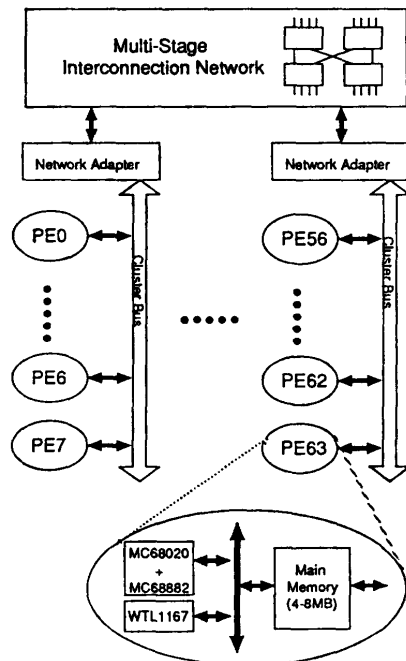 Multi-Stage
Interconnection Network
Network Adapter
Network Adapter
PE0
PE56
Cluster Bus
Cluster Bus
PE6
PE62
PE7
PE63
MC68020
+
MC68882
WTL1167
Main
Memory
(4-8MB)